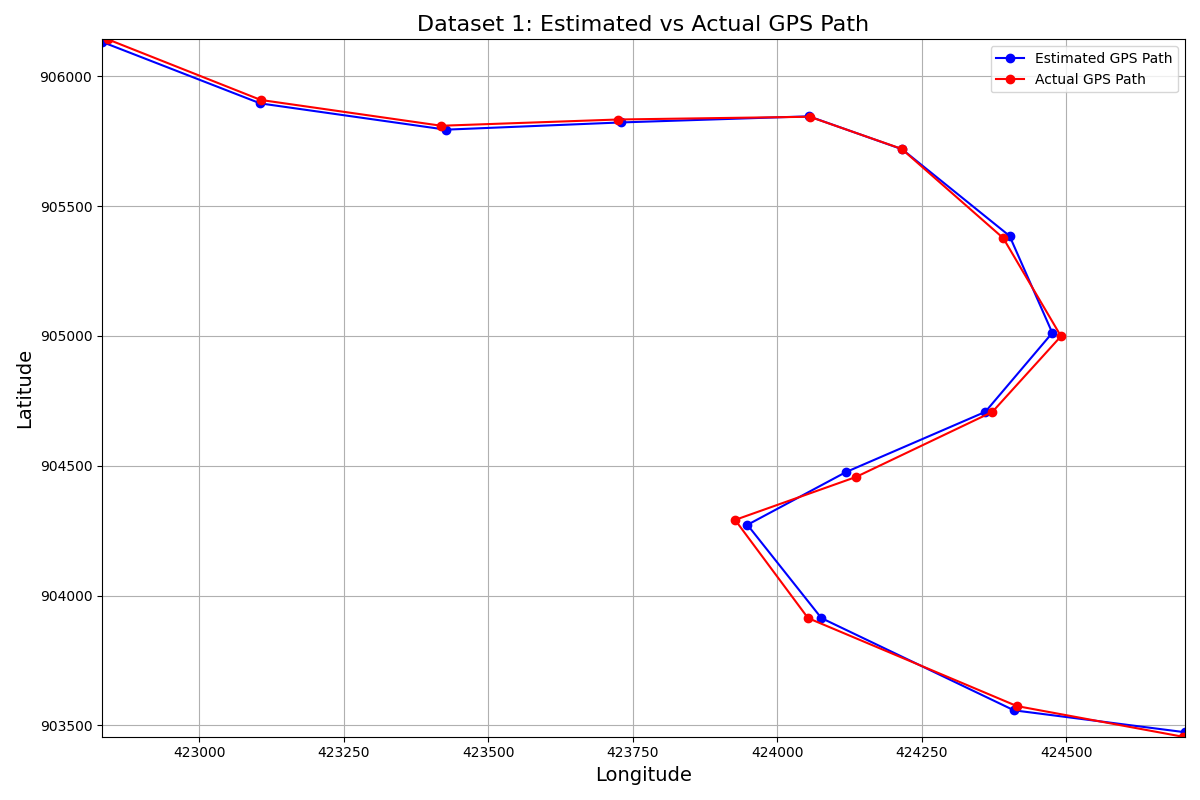 Dataset 1: Estimated vs Actual GPS Path
Estimated GPS Path
Actual GPS Path
Latitude
906000
905500
905000
904500
904000
903500
423000
423250
423500
423750
424000
424250
424500
Longitude